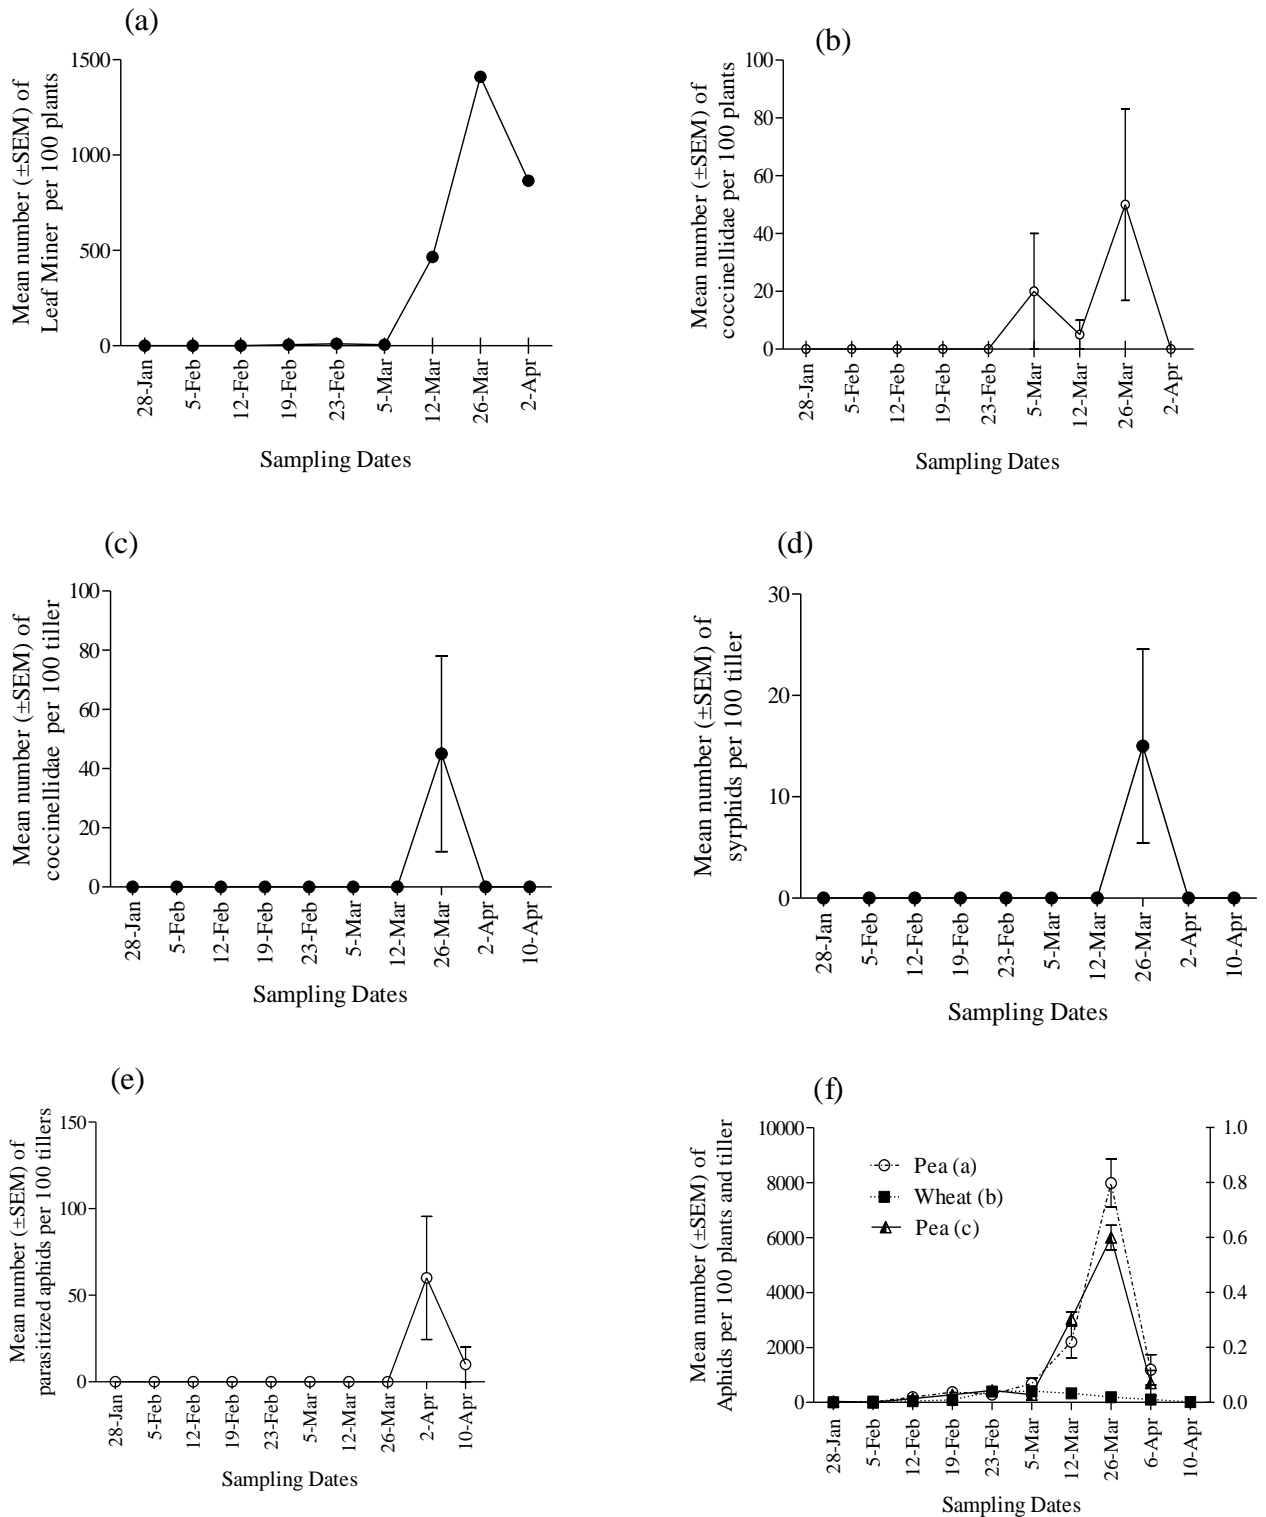 (a)
Mean number (±SEM) of
Leaf Miner per 100 plants
1500
1000
500
0
28-Jan
5-Feb
12-Feb
19-Feb
23-Feb
5-Mar
12-Mar
26-Mar
2-Apr
Sampling Dates
(b)
Mean number (±SEM) of
coccinellidae per 100 plants
100
80
60
40
20
0
28-Jan
5-Feb
12-Feb
19-Feb
23-Feb
5-Mar
12-Mar
26-Mar
2-Apr
Sampling Dates
(c)
Mean number (±SEM) of
coccinellidae per 100 tiller
100
80
60
40
20
0
28-Jan
5-Feb
12-Feb
19-Feb
23-Feb
5-Mar
12-Mar
26-Mar
2-Apr
10-Apr
Sampling Dates
(d)
Mean number (±SEM) of
syrphids per 100 tiller
30
20
10
0
28-Jan
5-Feb
12-Feb
19-Feb
23-Feb
5-Mar
12-Mar
26-Mar
2-Apr
10-Apr
Sampling Dates
(e)
Mean number (±SEM) of
parasitized aphids per 100 tillers
150
100
50
0
28-Jan
5-Feb
12-Feb
19-Feb
23-Feb
5-Mar
12-Mar
26-Mar
2-Apr
10-Apr
Sampling Dates
(f)
Mean number (±SEM) of
Aphids per 100 plants and tiller
10000
8000
6000
4000
2000
0
Pea (a)
Wheat (b)
Pea (c)
1.0
0.8
0.6
0.4
0.2
0.0
28-Jan
5-Feb
12-Feb
19-Feb
23-Feb
5-Mar
12-Mar
26-Mar
6-Apr
10-Apr
Sampling Dates